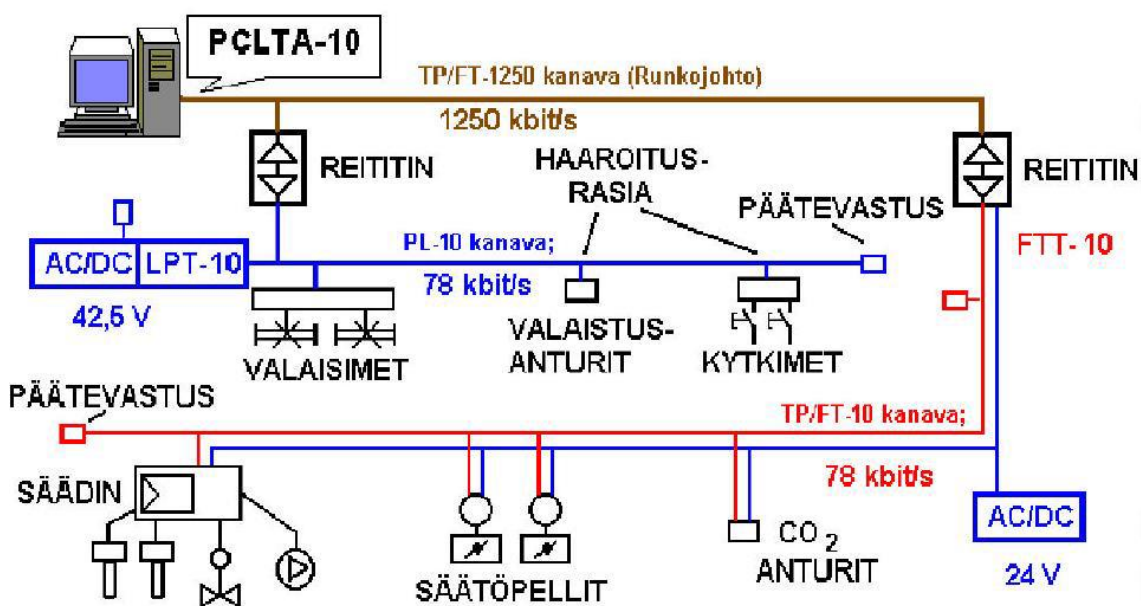 PCLTA-10
TP/FT-1250 kanava (Runkojohto)
1250 kbit/s
REITITIN
HAAROITUS-
RASIA
PÄÄTEVASTUS
REITITIN
AC/DC
LPT-10
42,5 V
PL-10 kanava;
78 kbit/s
FTT-10
VALAISIMET
VALAISTUS-
ANTURIT
KYTKIMET
PÄÄTEVASTUS
TP/FT-10 kanava;
78 kbit/s
SÄÄDIN
SÄÄTÖPELLIT
CO 2
ANTURIT
AC/DC
24 V